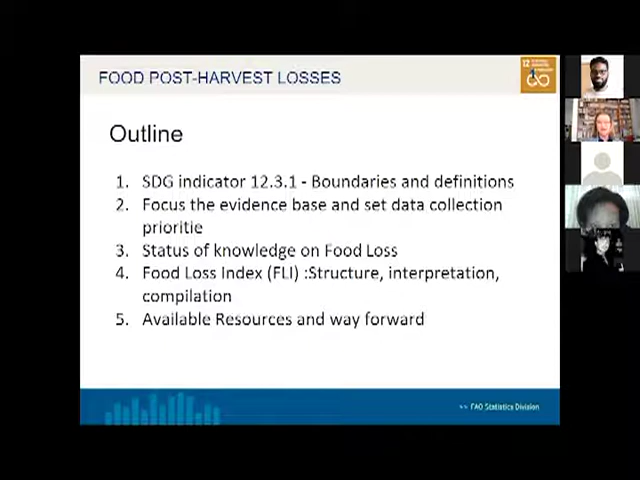 FOOD POST-HARVEST LOSSES
12
Outline
1. SDG indicator 12.3.1 - Boundaries and definitions
2. Focus the evidence base and set data collection
prioritie
3. Status of knowledge on Food Loss
4. Food Loss Index (FLI) :Structure, interpretation,
compilation
5. Available Resources and way forward
>> FAO Statistics Division